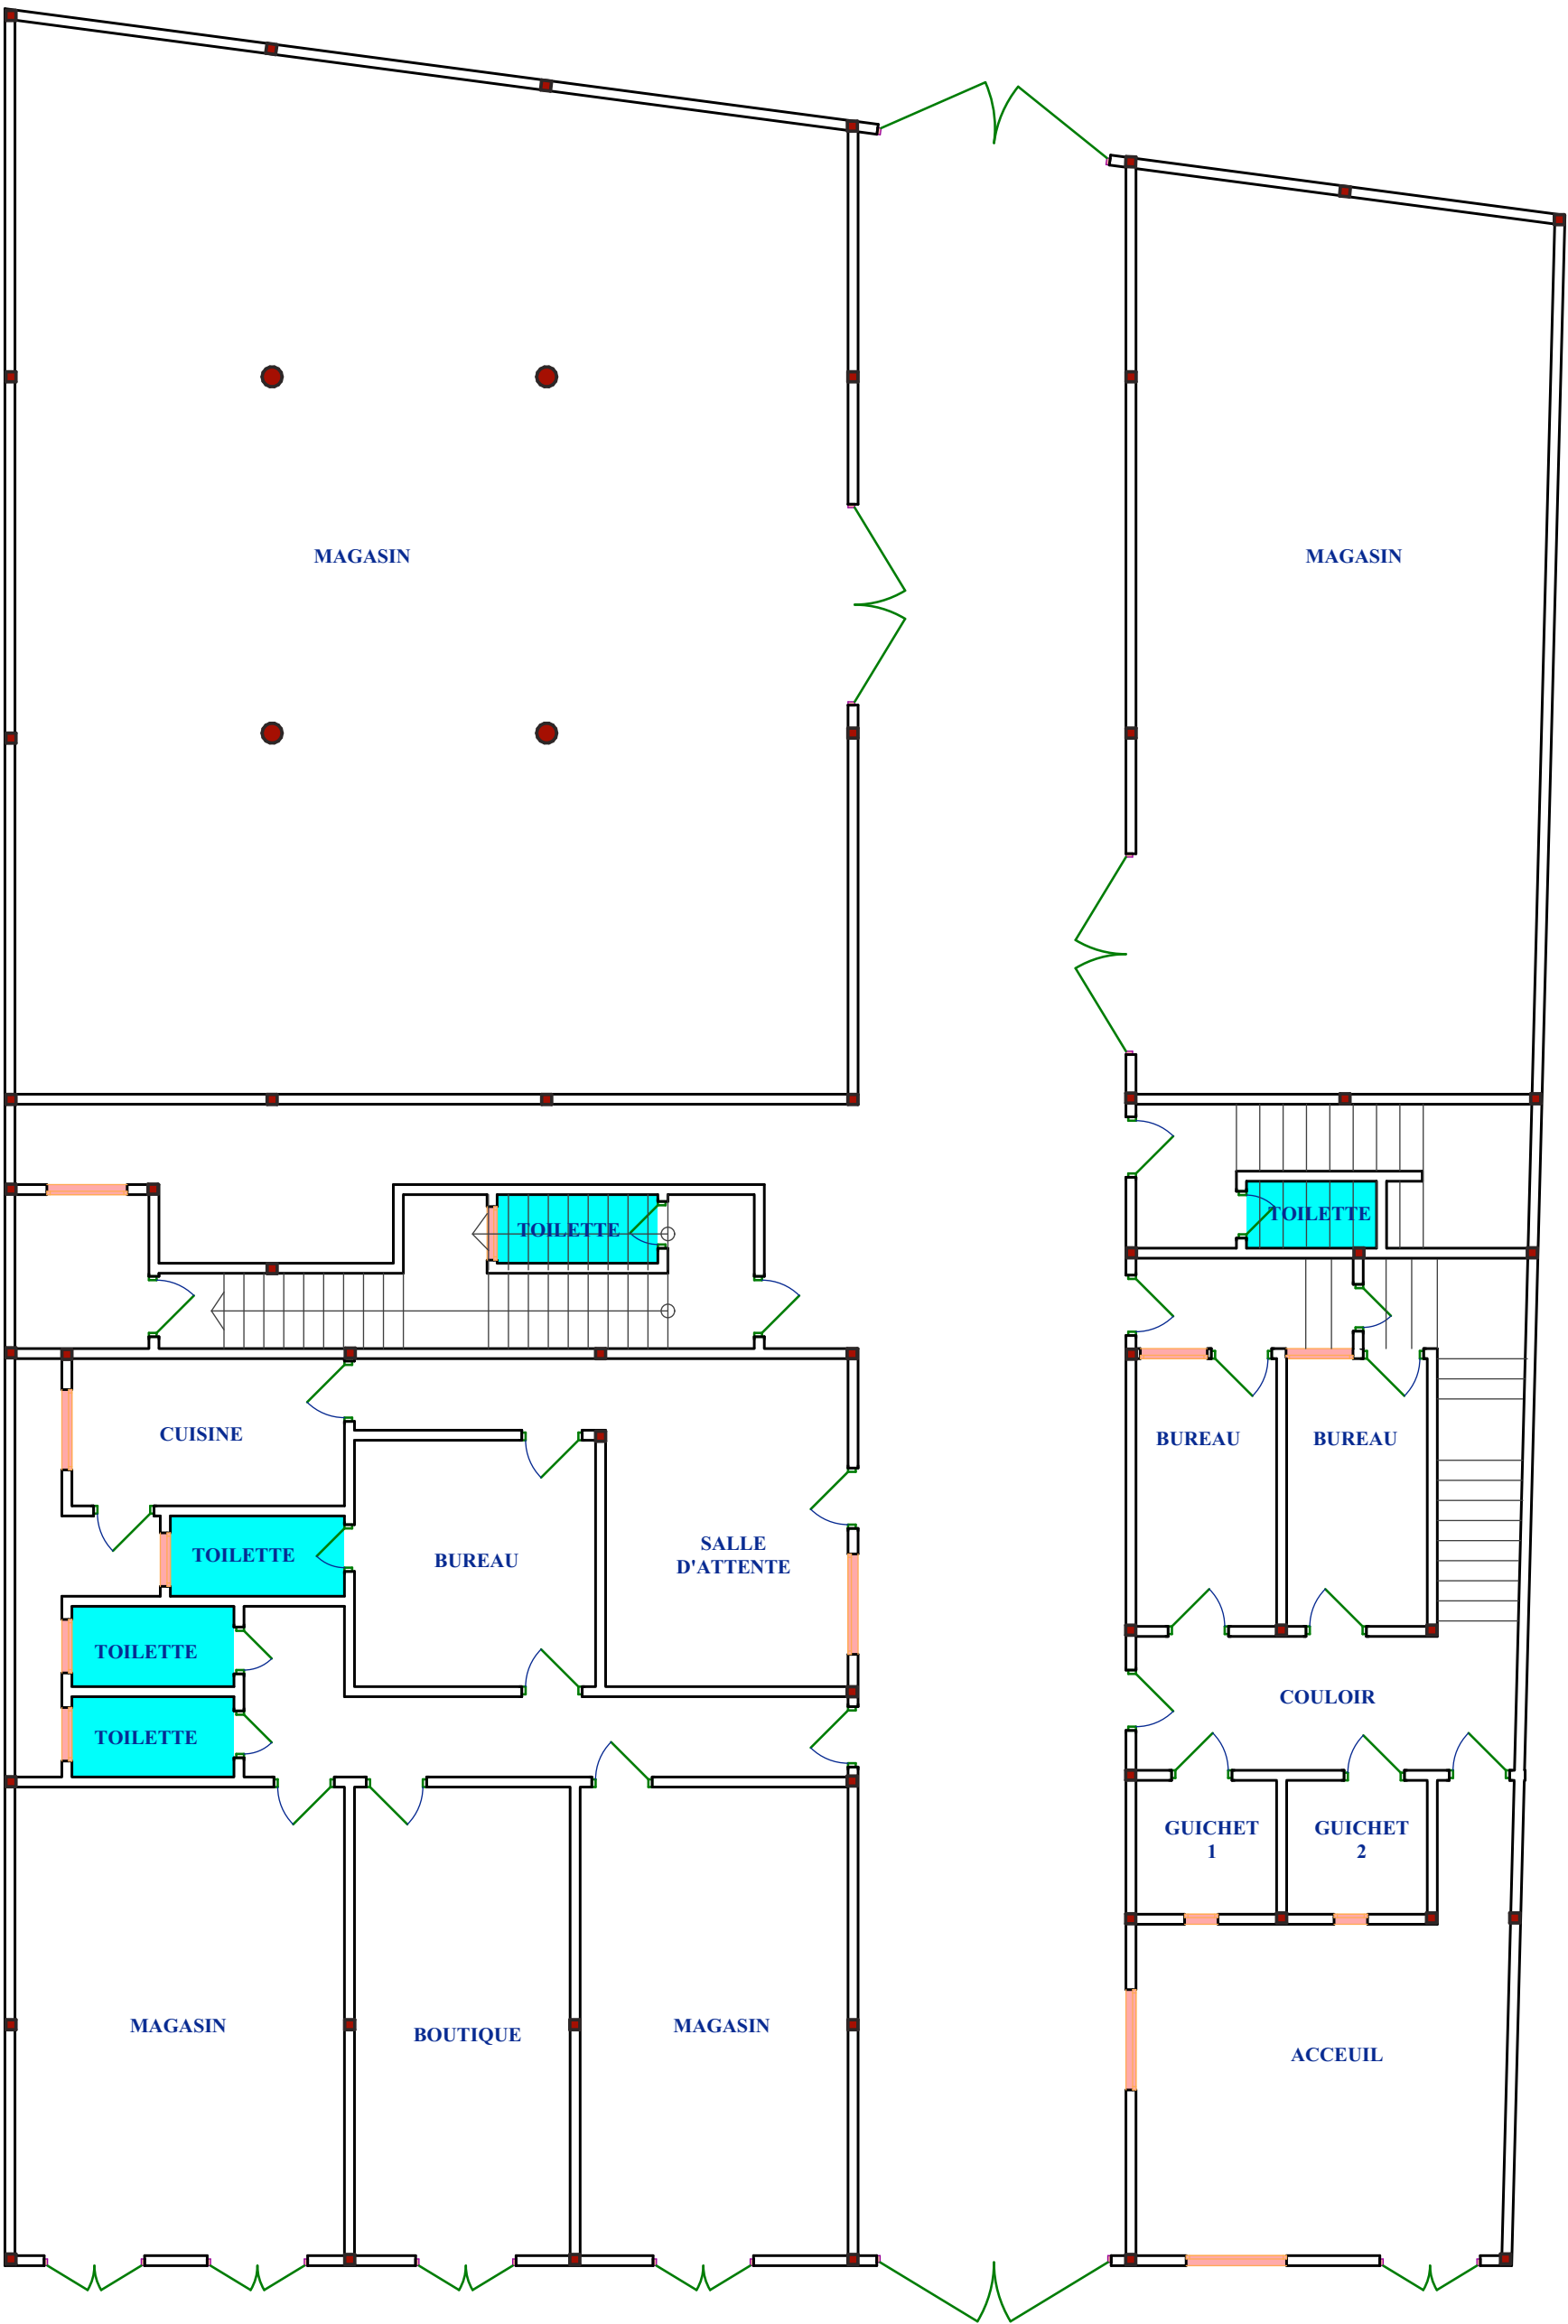 MAGASIN
MAGASIN
TOILETTE
TOILETTE
CUISINE
BUREAU
BUREAU
SALLE
D'ATTENTE
TOILETTE
BUREAU
TOILETTE
COULOIR
TOILETTE
GUICHET
1
GUICHET
2
MAGASIN
BOUTIQUE
MAGASIN
ACCEUIL